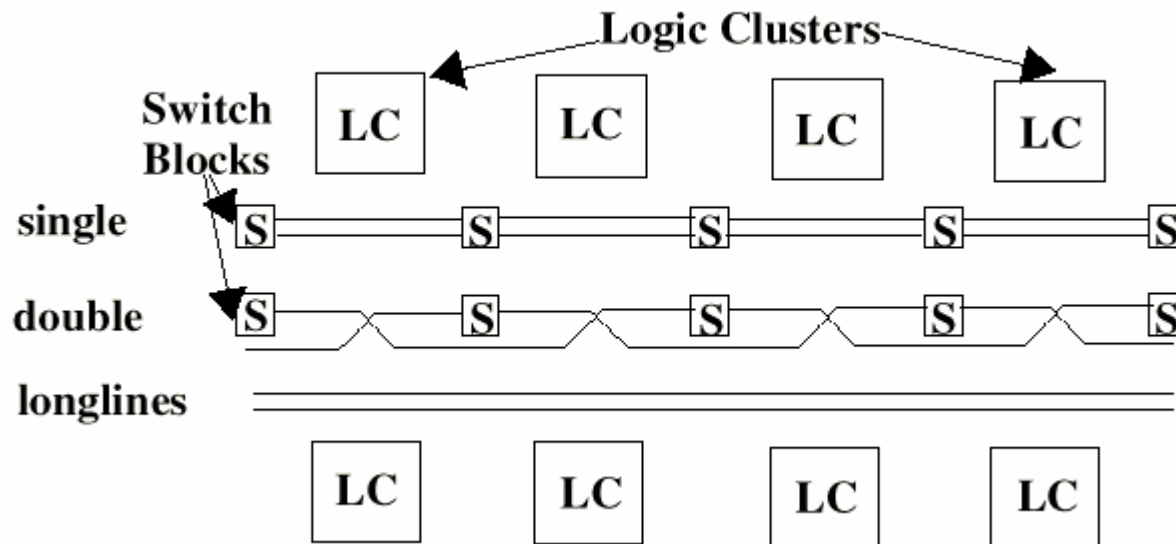 Logic Clusters
Switch
Blocks
LC LC LC LC
single S S S S S
double S S S S S
longlines
LC LC LC LC